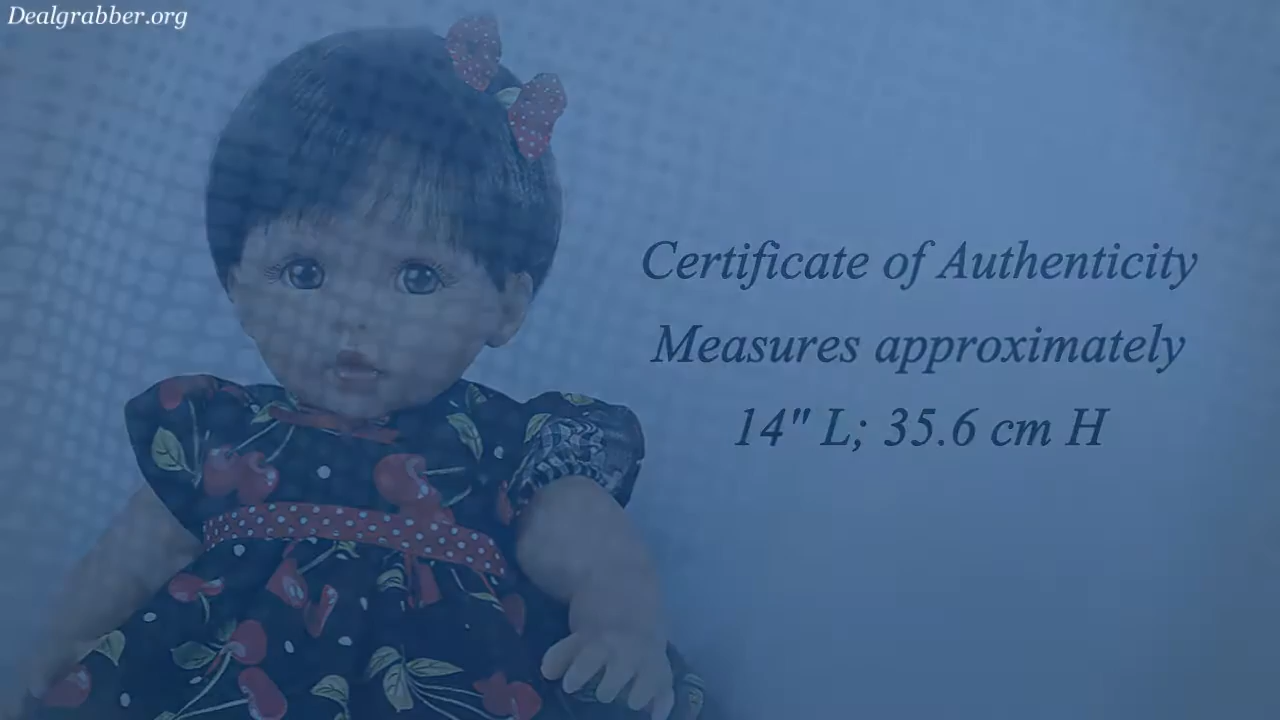 Dealgrabber.org
Certificate of Authenticity
Measures approximately
14" L; 35.6 cm H